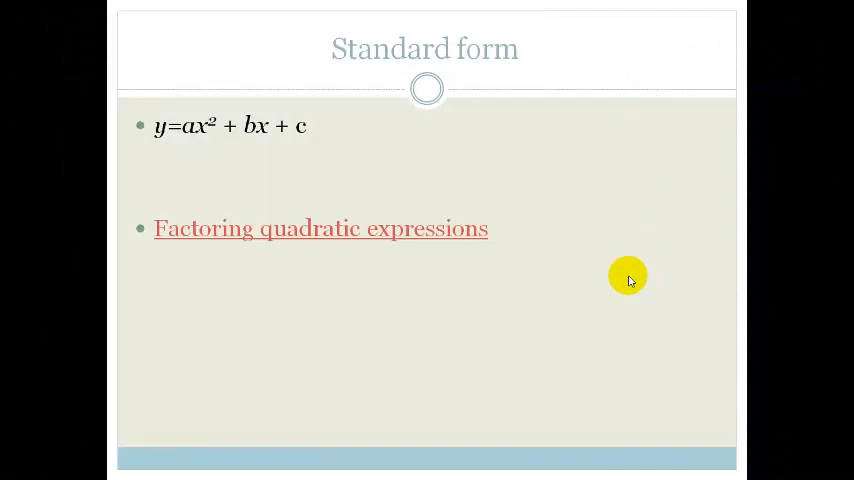 Standard form
y=ax² + bx + c
Factoring quadratic expressions